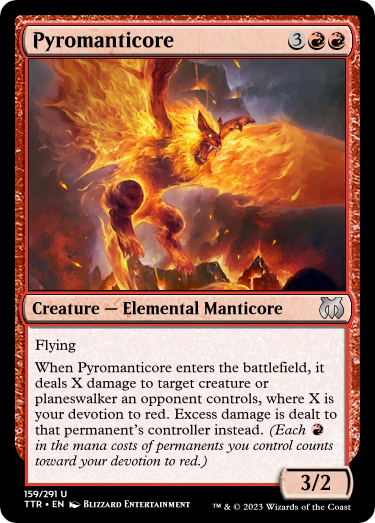 Pyromanticore 3
Creature — Elemental Manticore
Flying
When Pyromanticore enters the battlefield, it
deals X damage to target creature or
planeswalker an opponent controls, where X is
your devotion to red. Excess damage is dealt to
that permanent's controller instead. (Each
in the mana costs of permanents you control counts
toward your devotion to red.)
3/2
159/291 U
TTR • EN Blizzard Entertainment
™ & © 2023 Wizards of the Coast